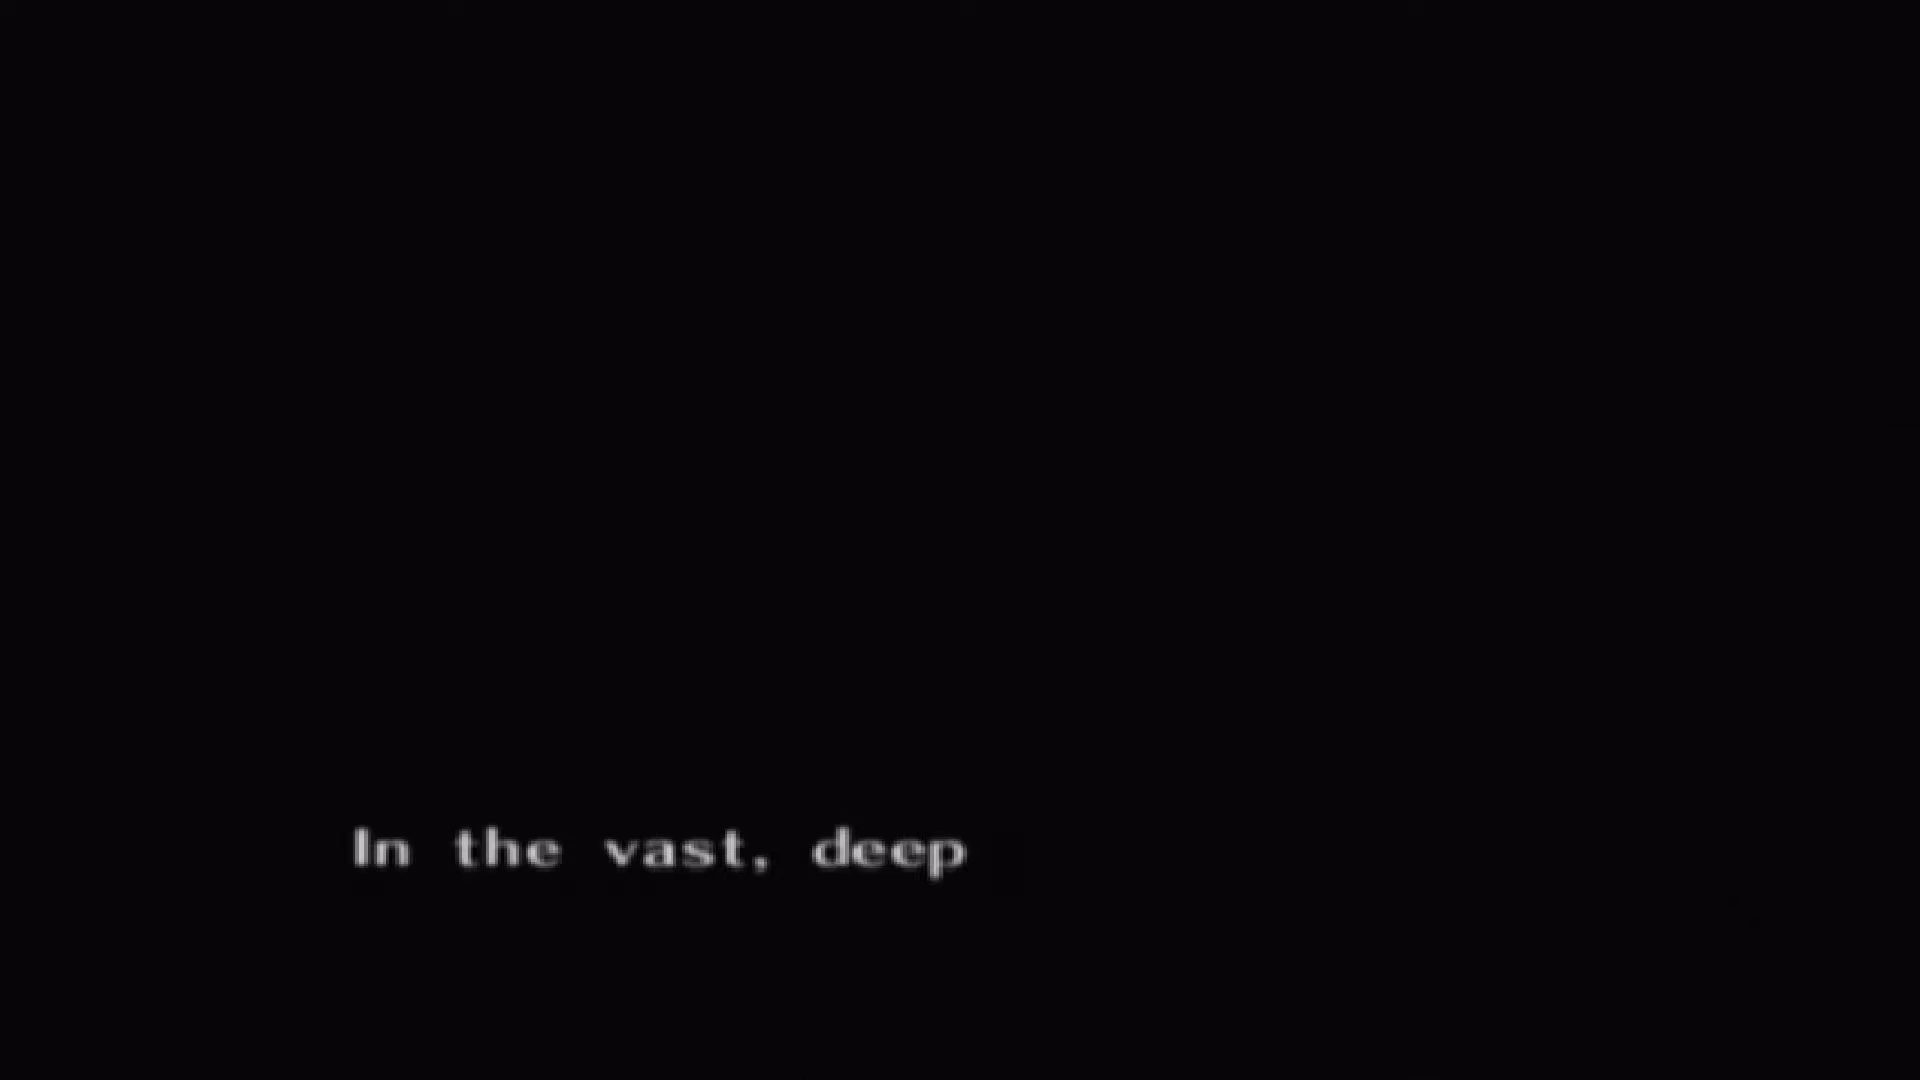 In the vast, deep